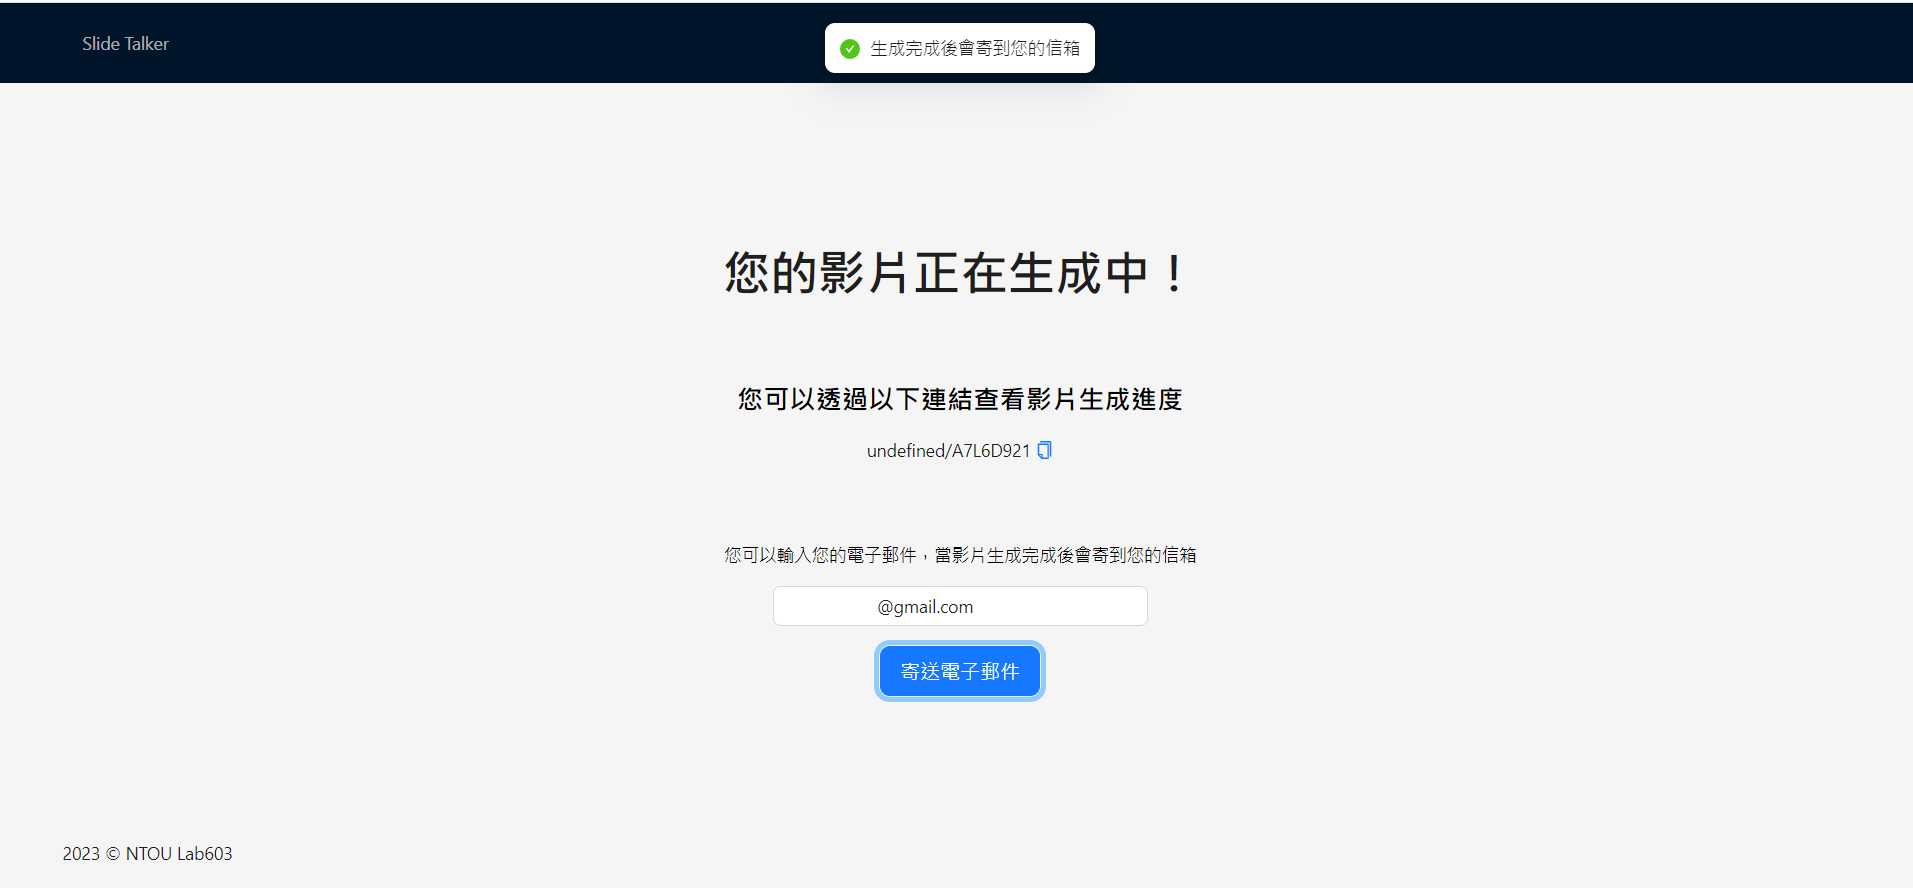 Slide Talker
生成完成後會寄到您的信箱
您的影片正在生成中！
您可以透過以下連結查看影片生成進度
undefined/A7L6D921
您可以輸入您的電子郵件，當影片生成完成後會寄到您的信箱
@gmail.com
寄送電子郵件
2023 © NTOU Lab603